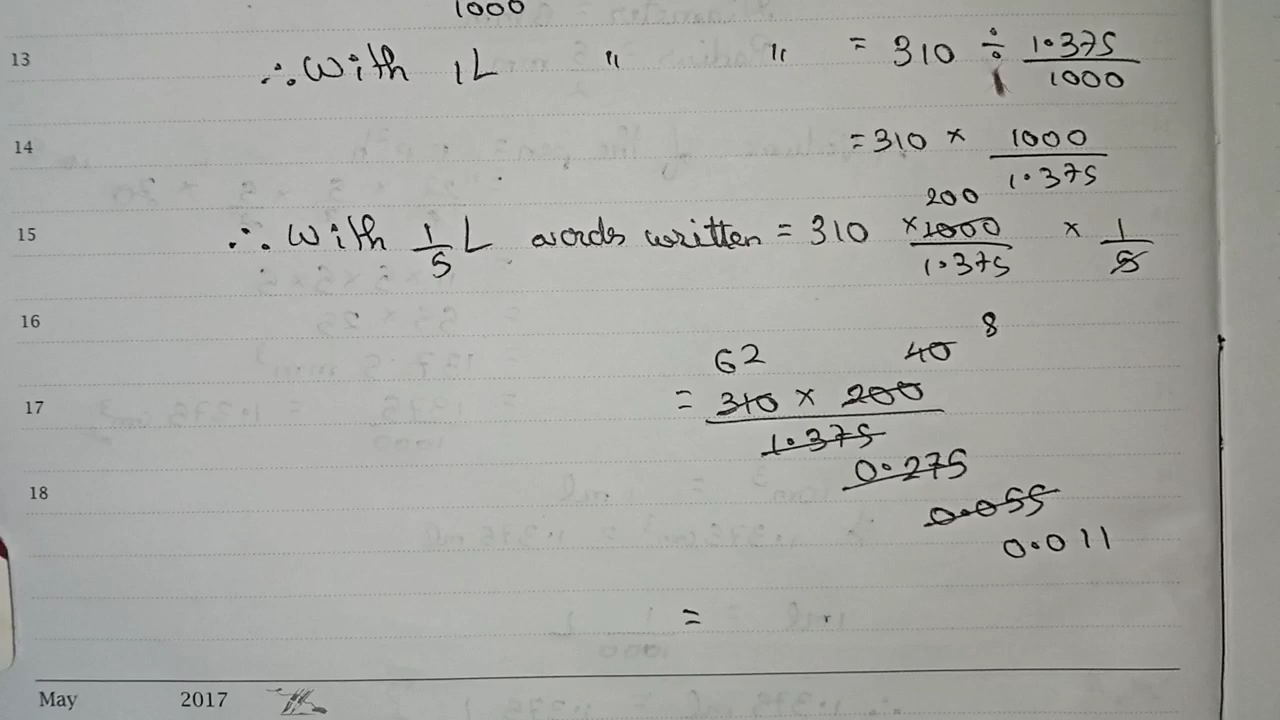 1000
13 ∴ With 1L " " = 310 ÷ 1.375/1000
14 = 310 × 1000/1.375
200
15 ∴ With 1/5 L words written = 310 × 1000/1.375 × 1/5
16 8
62 40
17 = 310 × 200
1.375
18 0.275
0.055
0.011
=
May 2017